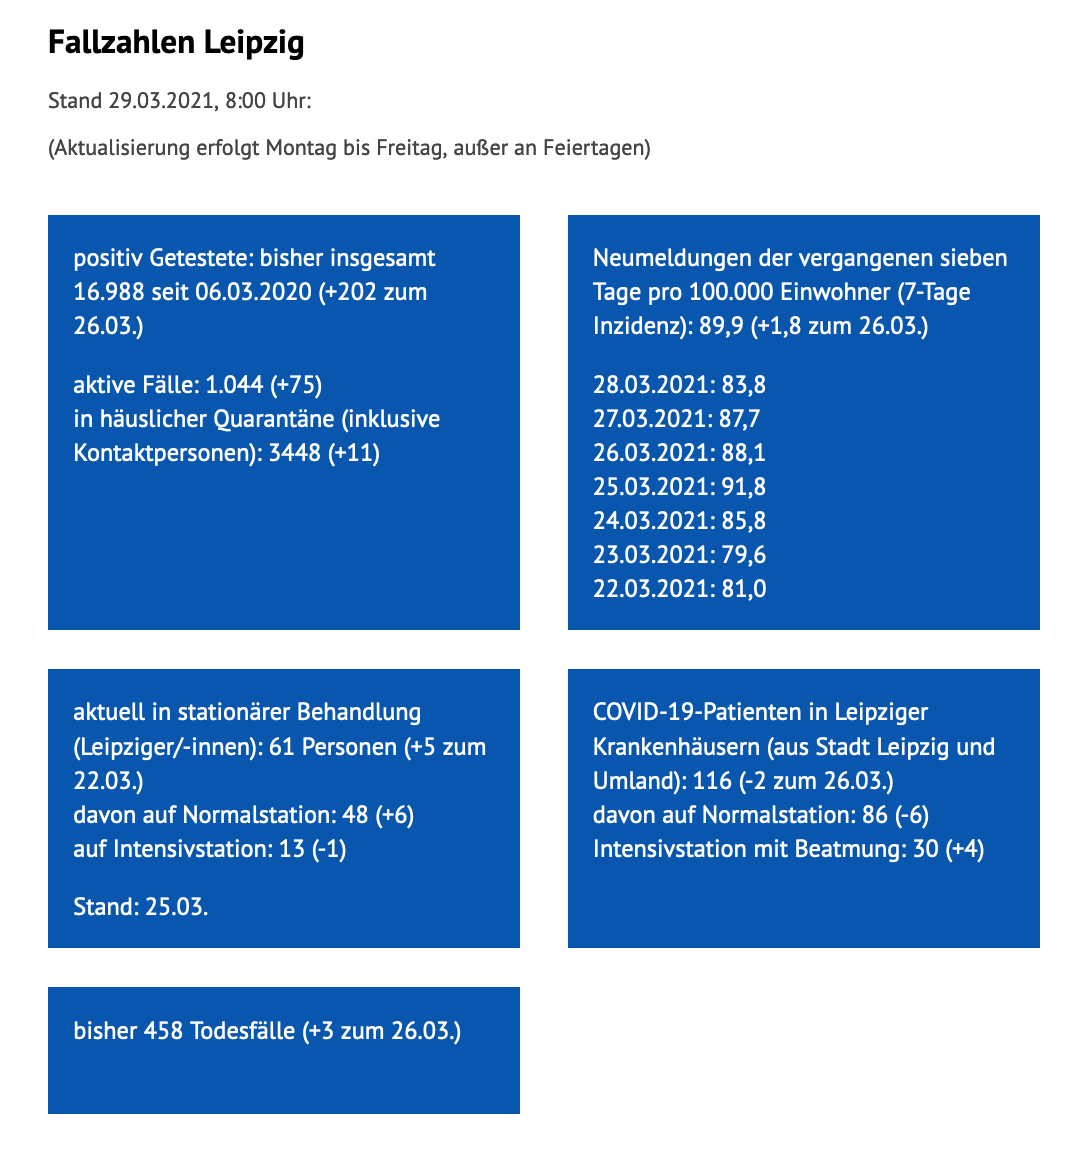 Fallzahlen Leipzig
Stand 29.03.2021, 8:00 Uhr:
(Aktualisierung erfolgt Montag bis Freitag, außer an Feiertagen)
positiv Getestete: bisher insgesamt
16.988 seit 06.03.2020 (+202 zum
26.03.)
aktive Fälle: 1.044 (+75)
in häuslicher Quarantäne (inklusive
Kontaktpersonen): 3448 (+11)
Neumeldungen der vergangenen sieben
Tage pro 100.000 Einwohner (7-Tage
Inzidenz): 89,9 (+1,8 zum 26.03.)
28.03.2021: 83,8
27.03.2021: 87,7
26.03.2021: 88,1
25.03.2021: 91,8
24.03.2021: 85,8
23.03.2021: 79,6
22.03.2021: 81,0
aktuell in stationärer Behandlung
(Leipziger/-innen): 61 Personen (+5 zum
22.03.)
davon auf Normalstation: 48 (+6)
auf Intensivstation: 13 (-1)
Stand: 25.03.
COVID-19-Patienten in Leipziger
Krankenhäusern (aus Stadt Leipzig und
Umland): 116 (-2 zum 26.03.)
davon auf Normalstation: 86 (-6)
Intensivstation mit Beatmung: 30 (+4)
bisher 458 Todesfälle (+3 zum 26.03.)